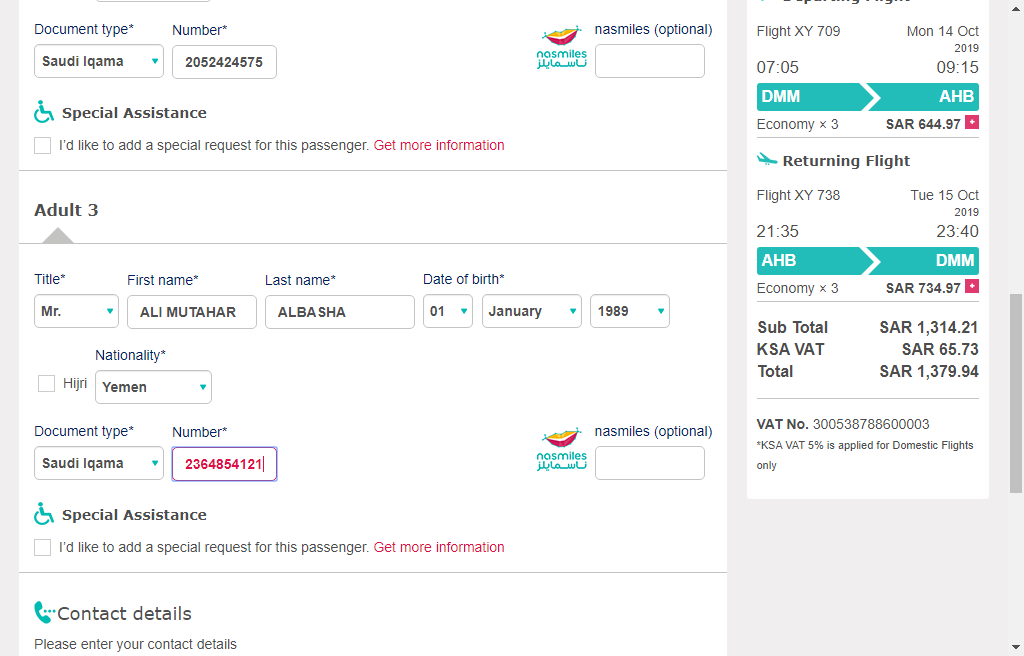 Document type*
Number*
Saudi Iqama
2052424575
nasmiles
ناسمايلز
nasmiles (optional)
Special Assistance
I'd like to add a special request for this passenger. Get more information
Adult 3
Title*
First name*
Last name*
Date of birth*
Mr.
ALI MUTAHAR
ALBASHA
01
January
1989
Nationality*
Hijri
Yemen
Document type*
Number*
Saudi Iqama
2364854121
nasmiles
ناسمايلز
nasmiles (optional)
Special Assistance
I'd like to add a special request for this passenger. Get more information
Contact details
Please enter your contact details
Departing Flight
Flight XY 709
Mon 14 Oct
2019
07:05
09:15
DMM
AHB
Economy × 3
SAR 644.97 +
Returning Flight
Flight XY 738
Tue 15 Oct
2019
21:35
23:40
AHB
DMM
Economy × 3
SAR 734.97 +
Sub Total SAR 1,314.21
KSA VAT SAR 65.73
Total SAR 1,379.94
VAT No. 300538788600003
*KSA VAT 5% is applied for Domestic Flights
only